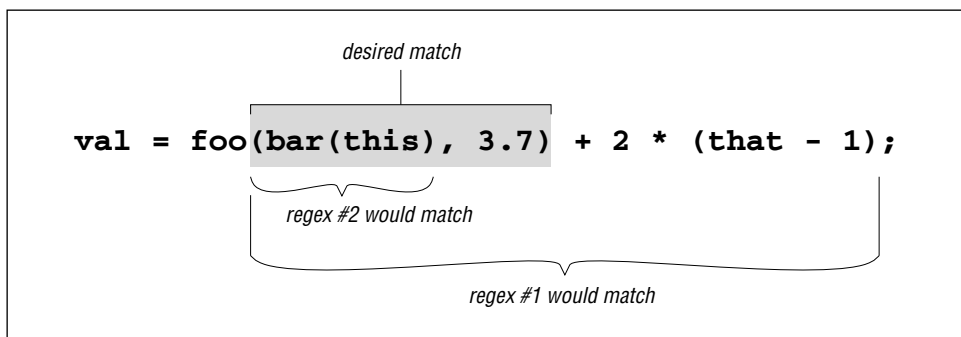 desired match
val = foo(bar(this), 3.7) + 2 * (that - 1);
regex #2 would match
regex #1 would match